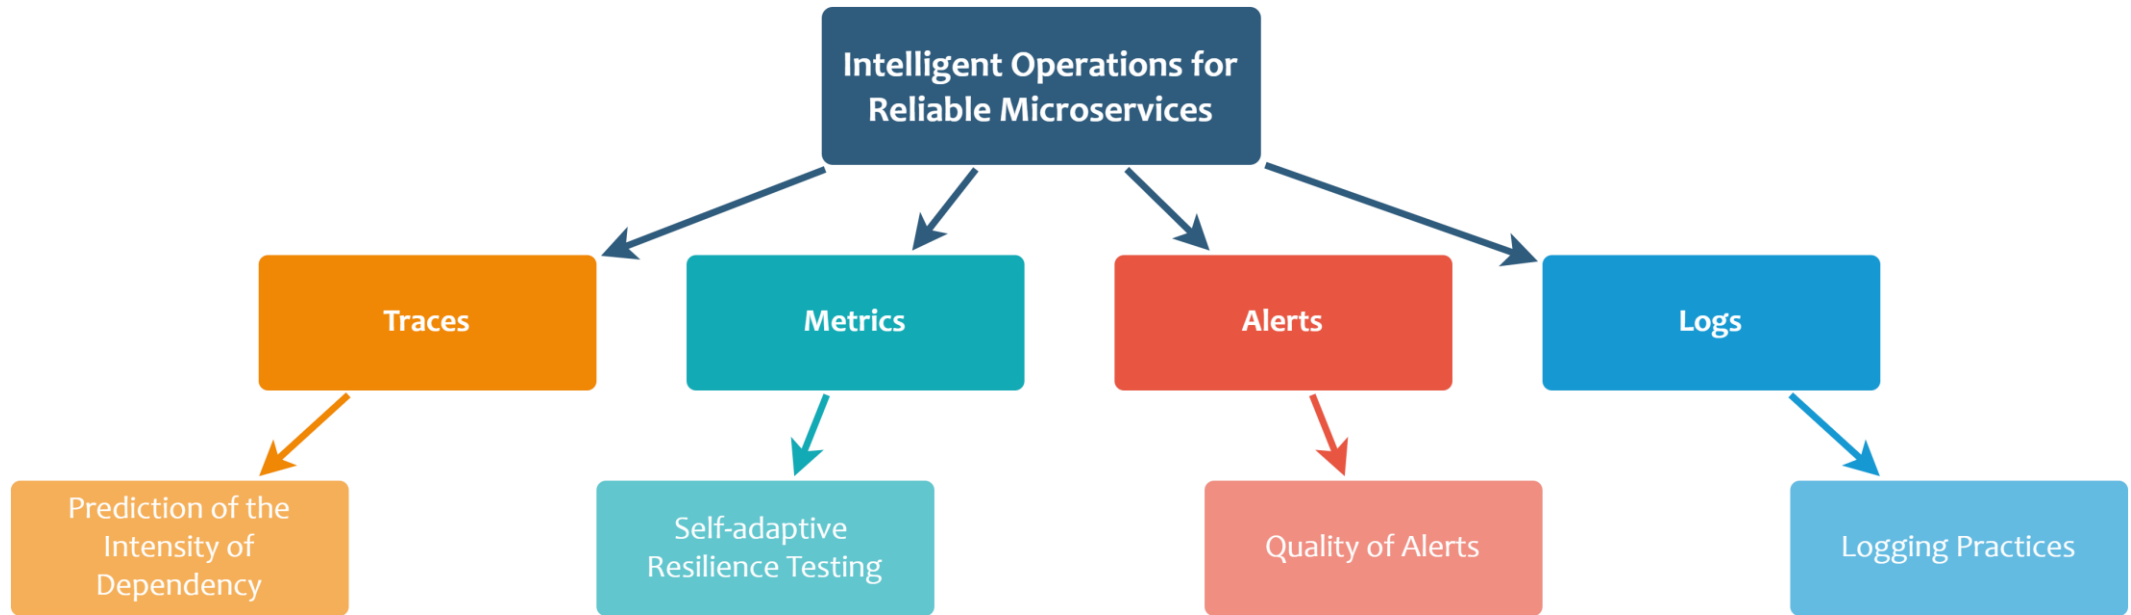 Intelligent Operations for
Reliable Microservices
Traces
Metrics
Alerts
Logs
Prediction of the
Intensity of
Dependency
Self-adaptive
Resilience Testing
Quality of Alerts
Logging Practices